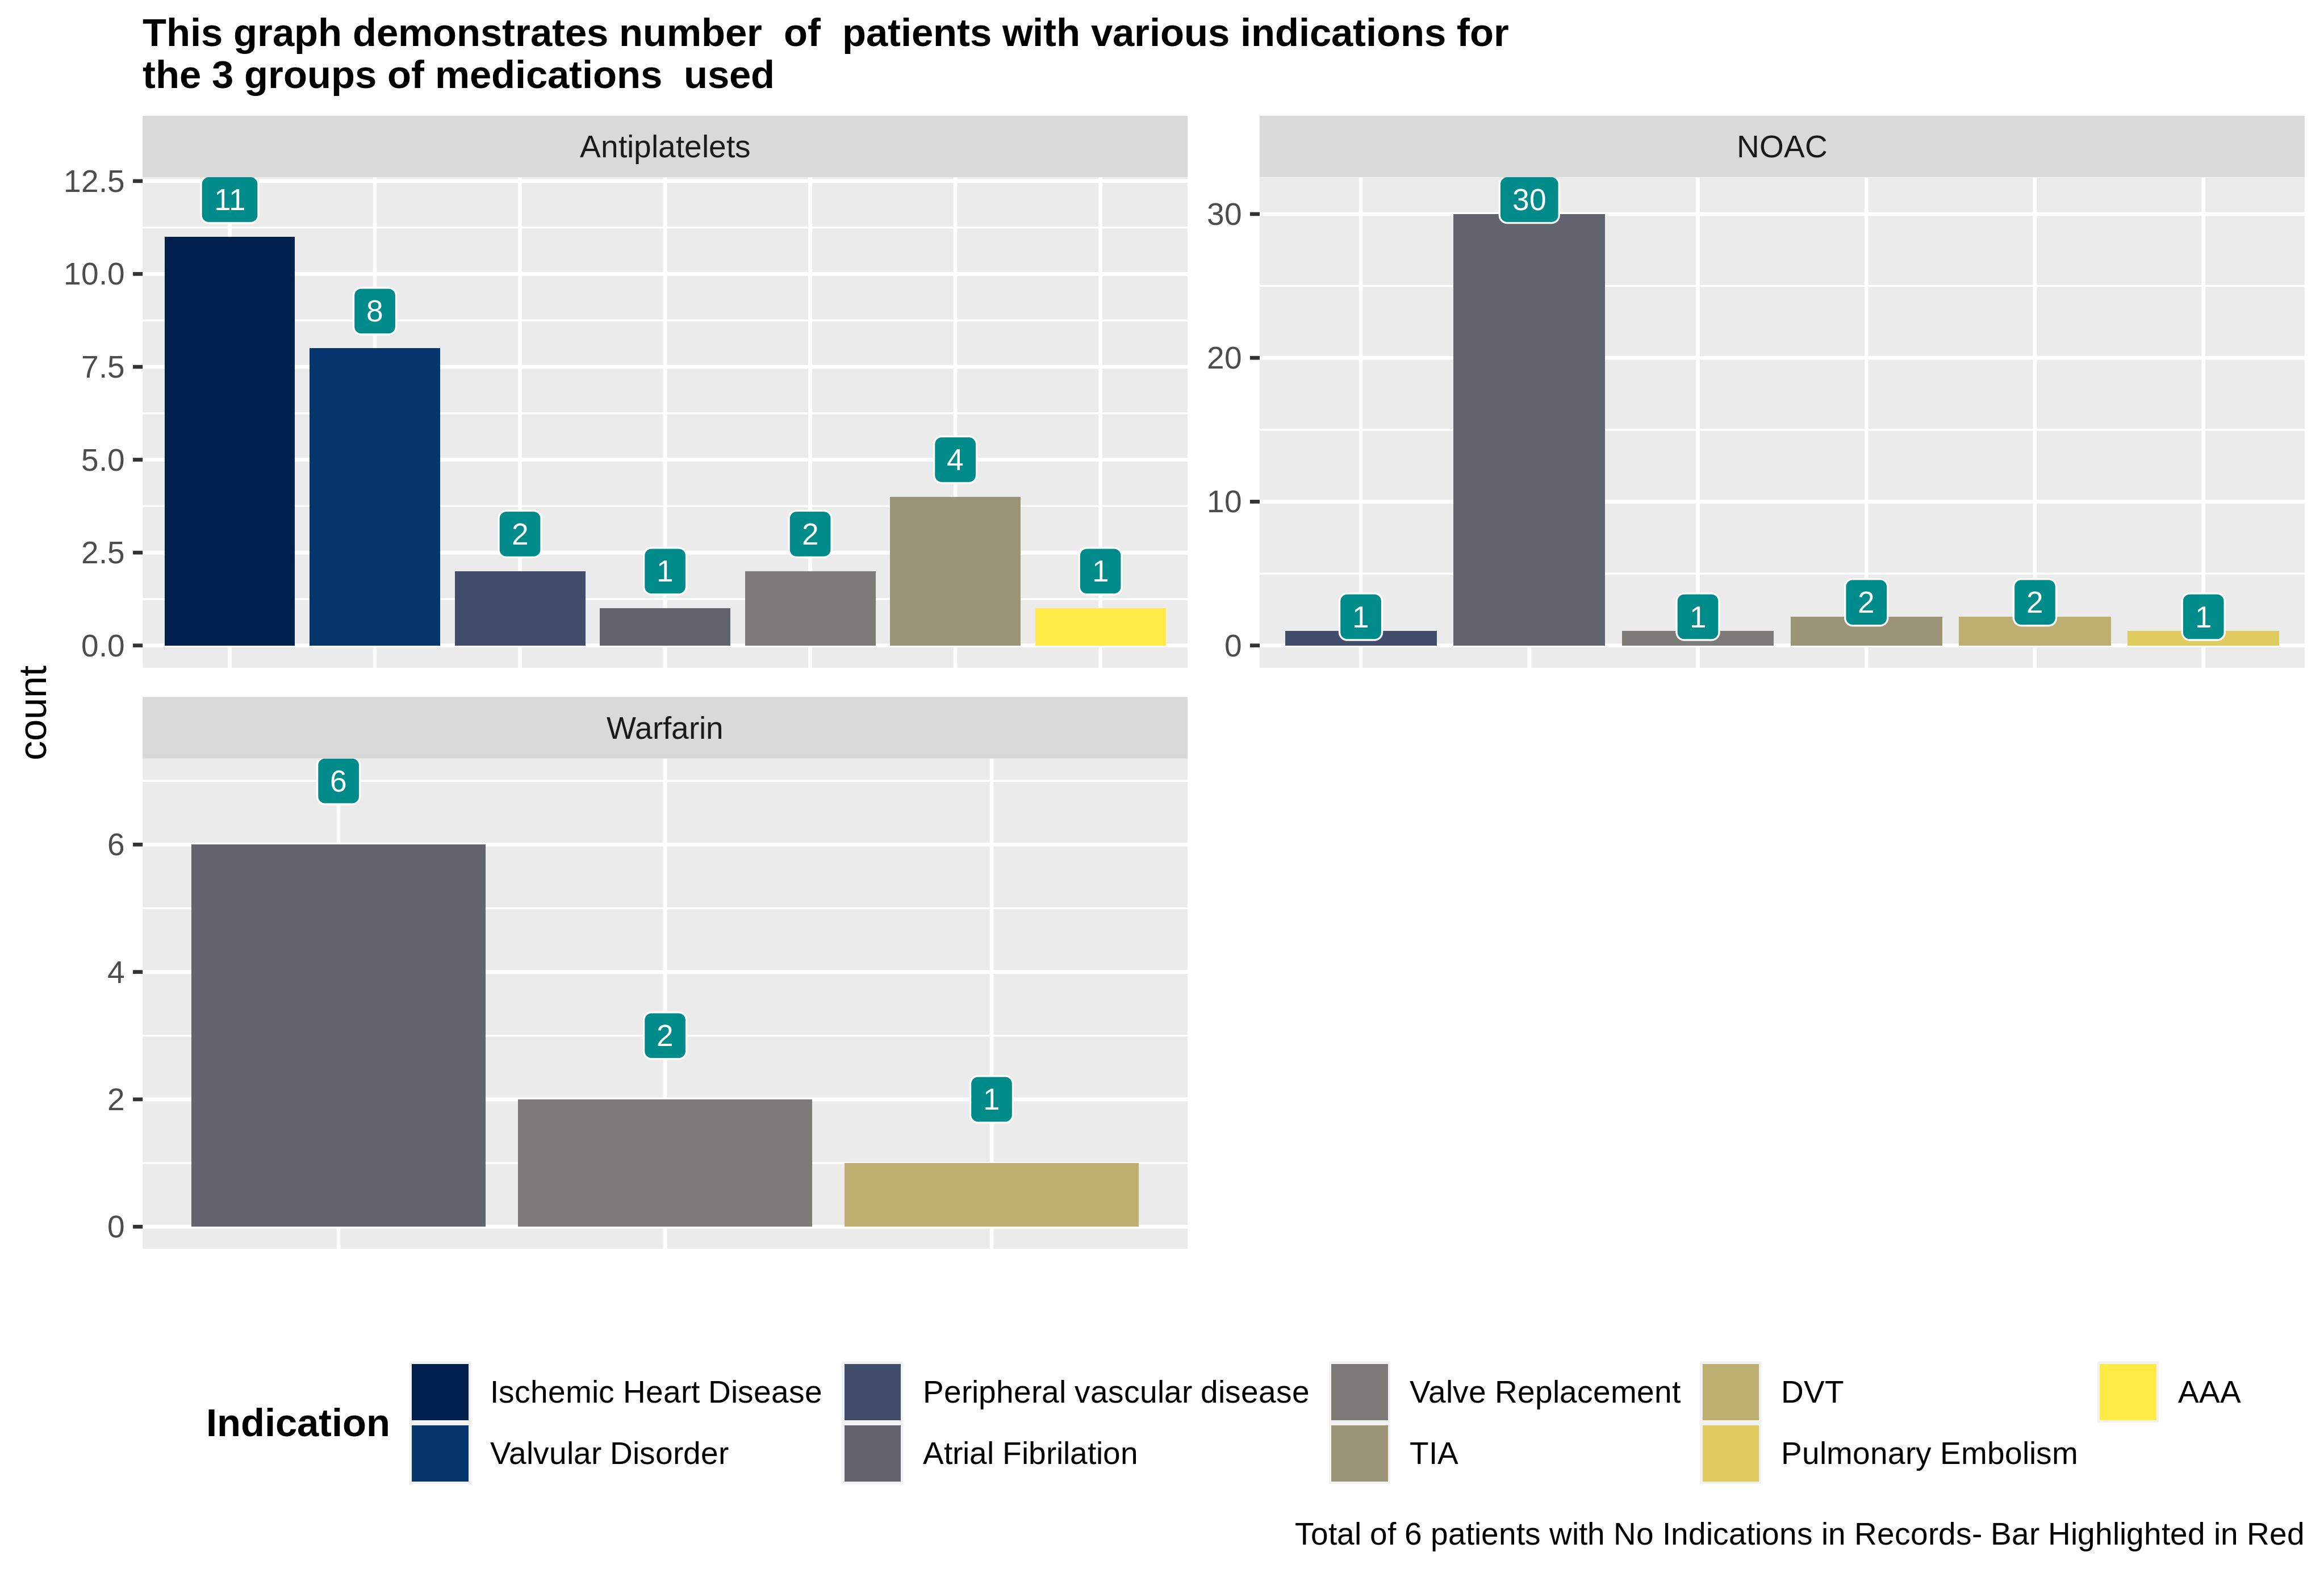 This graph demonstrates number  of  patients with various indications for
the 3 groups of medications  used
Antiplatelets
12.5
10.0
7.5
5.0
2.5
0.0
11
8
2
1
2
4
1
NOAC
30
20
10
0
1
30
1
2
2
1
count
Warfarin
6
4
2
0
6
2
1
Indication
Ischemic Heart Disease
Valvular Disorder
Peripheral vascular disease
Atrial Fibrilation
Valve Replacement
TIA
DVT
Pulmonary Embolism
AAA
Total of 6 patients with No Indications in Records- Bar Highlighted in Red